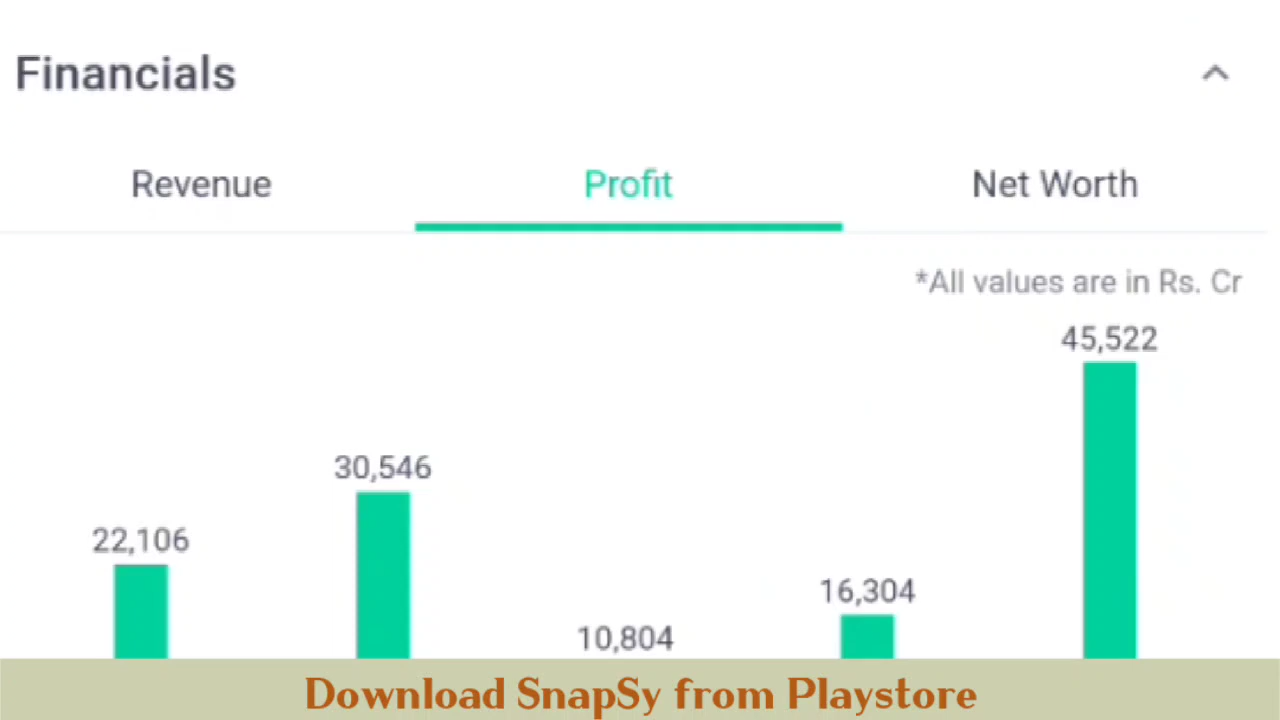 Financials
Revenue Profit Net Worth
*All values are in Rs. Cr
45,522
30,546
22,106
16,304
10,804
Download SnapSy from Playstore